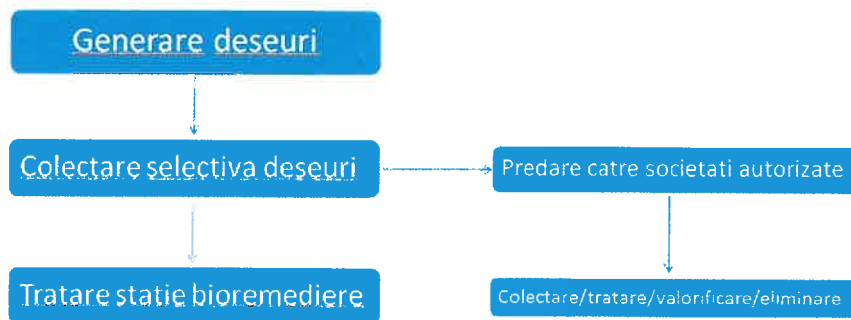 Generare deseuri
Colectare selectiva deseuri
Predare catre societati autorizate
Tratare statie bioremediere
Colectare/tratare/valorificare/eliminare